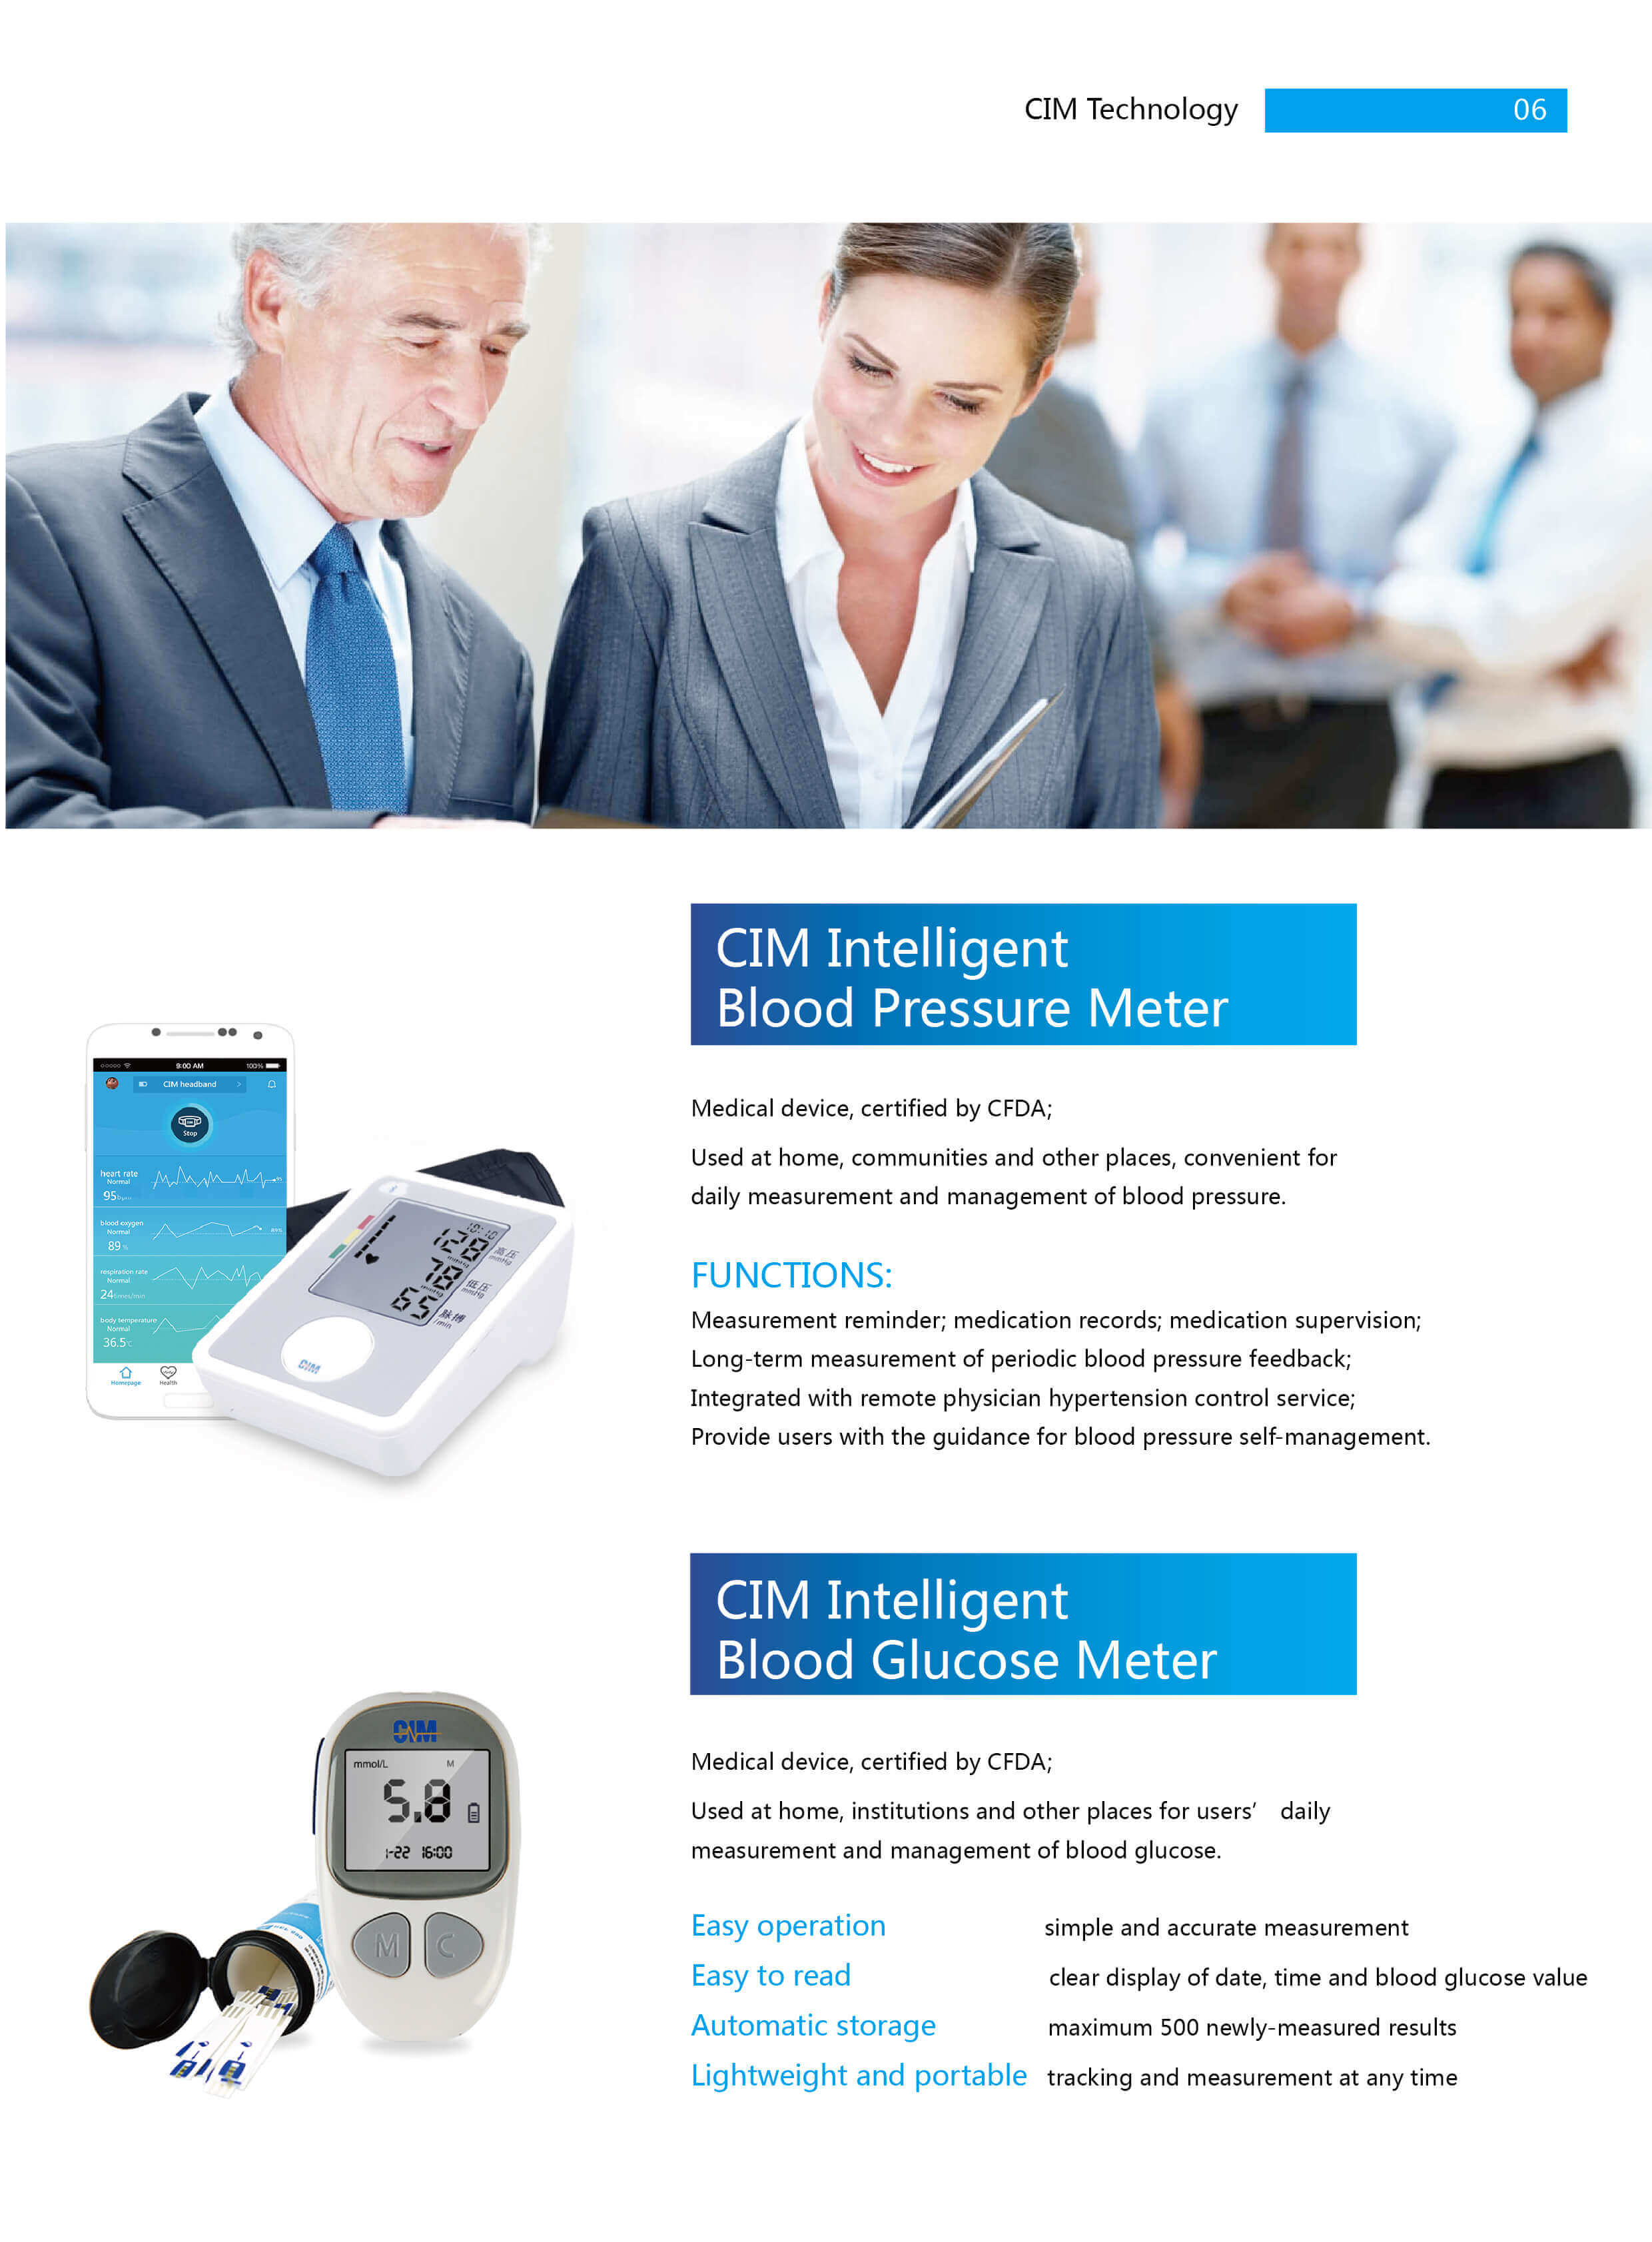 CIM Technology 06
CIM Intelligent
Blood Pressure Meter
Medical device, certified by CFDA;
Used at home, communities and other places, convenient for
daily measurement and management of blood pressure.
FUNCTIONS:
Measurement reminder; medication records; medication supervision;
Long-term measurement of periodic blood pressure feedback;
Integrated with remote physician hypertension control service;
Provide users with the guidance for blood pressure self-management.
9:00 AM 100%
CIM headband
Stop
heart rate
Normal
95bpm
blood oxygen
Normal
89%
89%
respiration rate
Normal
24times/min
body temperature
Normal
36.5℃
Homepage Health
10:10
128 高压
mmHg mmHg
78 低压
mmHg mmHg
65 脉搏
/min
CIM
CIM Intelligent
Blood Glucose Meter
Medical device, certified by CFDA;
Used at home, institutions and other places for users’ daily
measurement and management of blood glucose.
Easy operation simple and accurate measurement
Easy to read clear display of date, time and blood glucose value
Automatic storage maximum 500 newly-measured results
Lightweight and portable tracking and measurement at any time
CIM
mmol/L M
5.8
1-22 16:00
M C